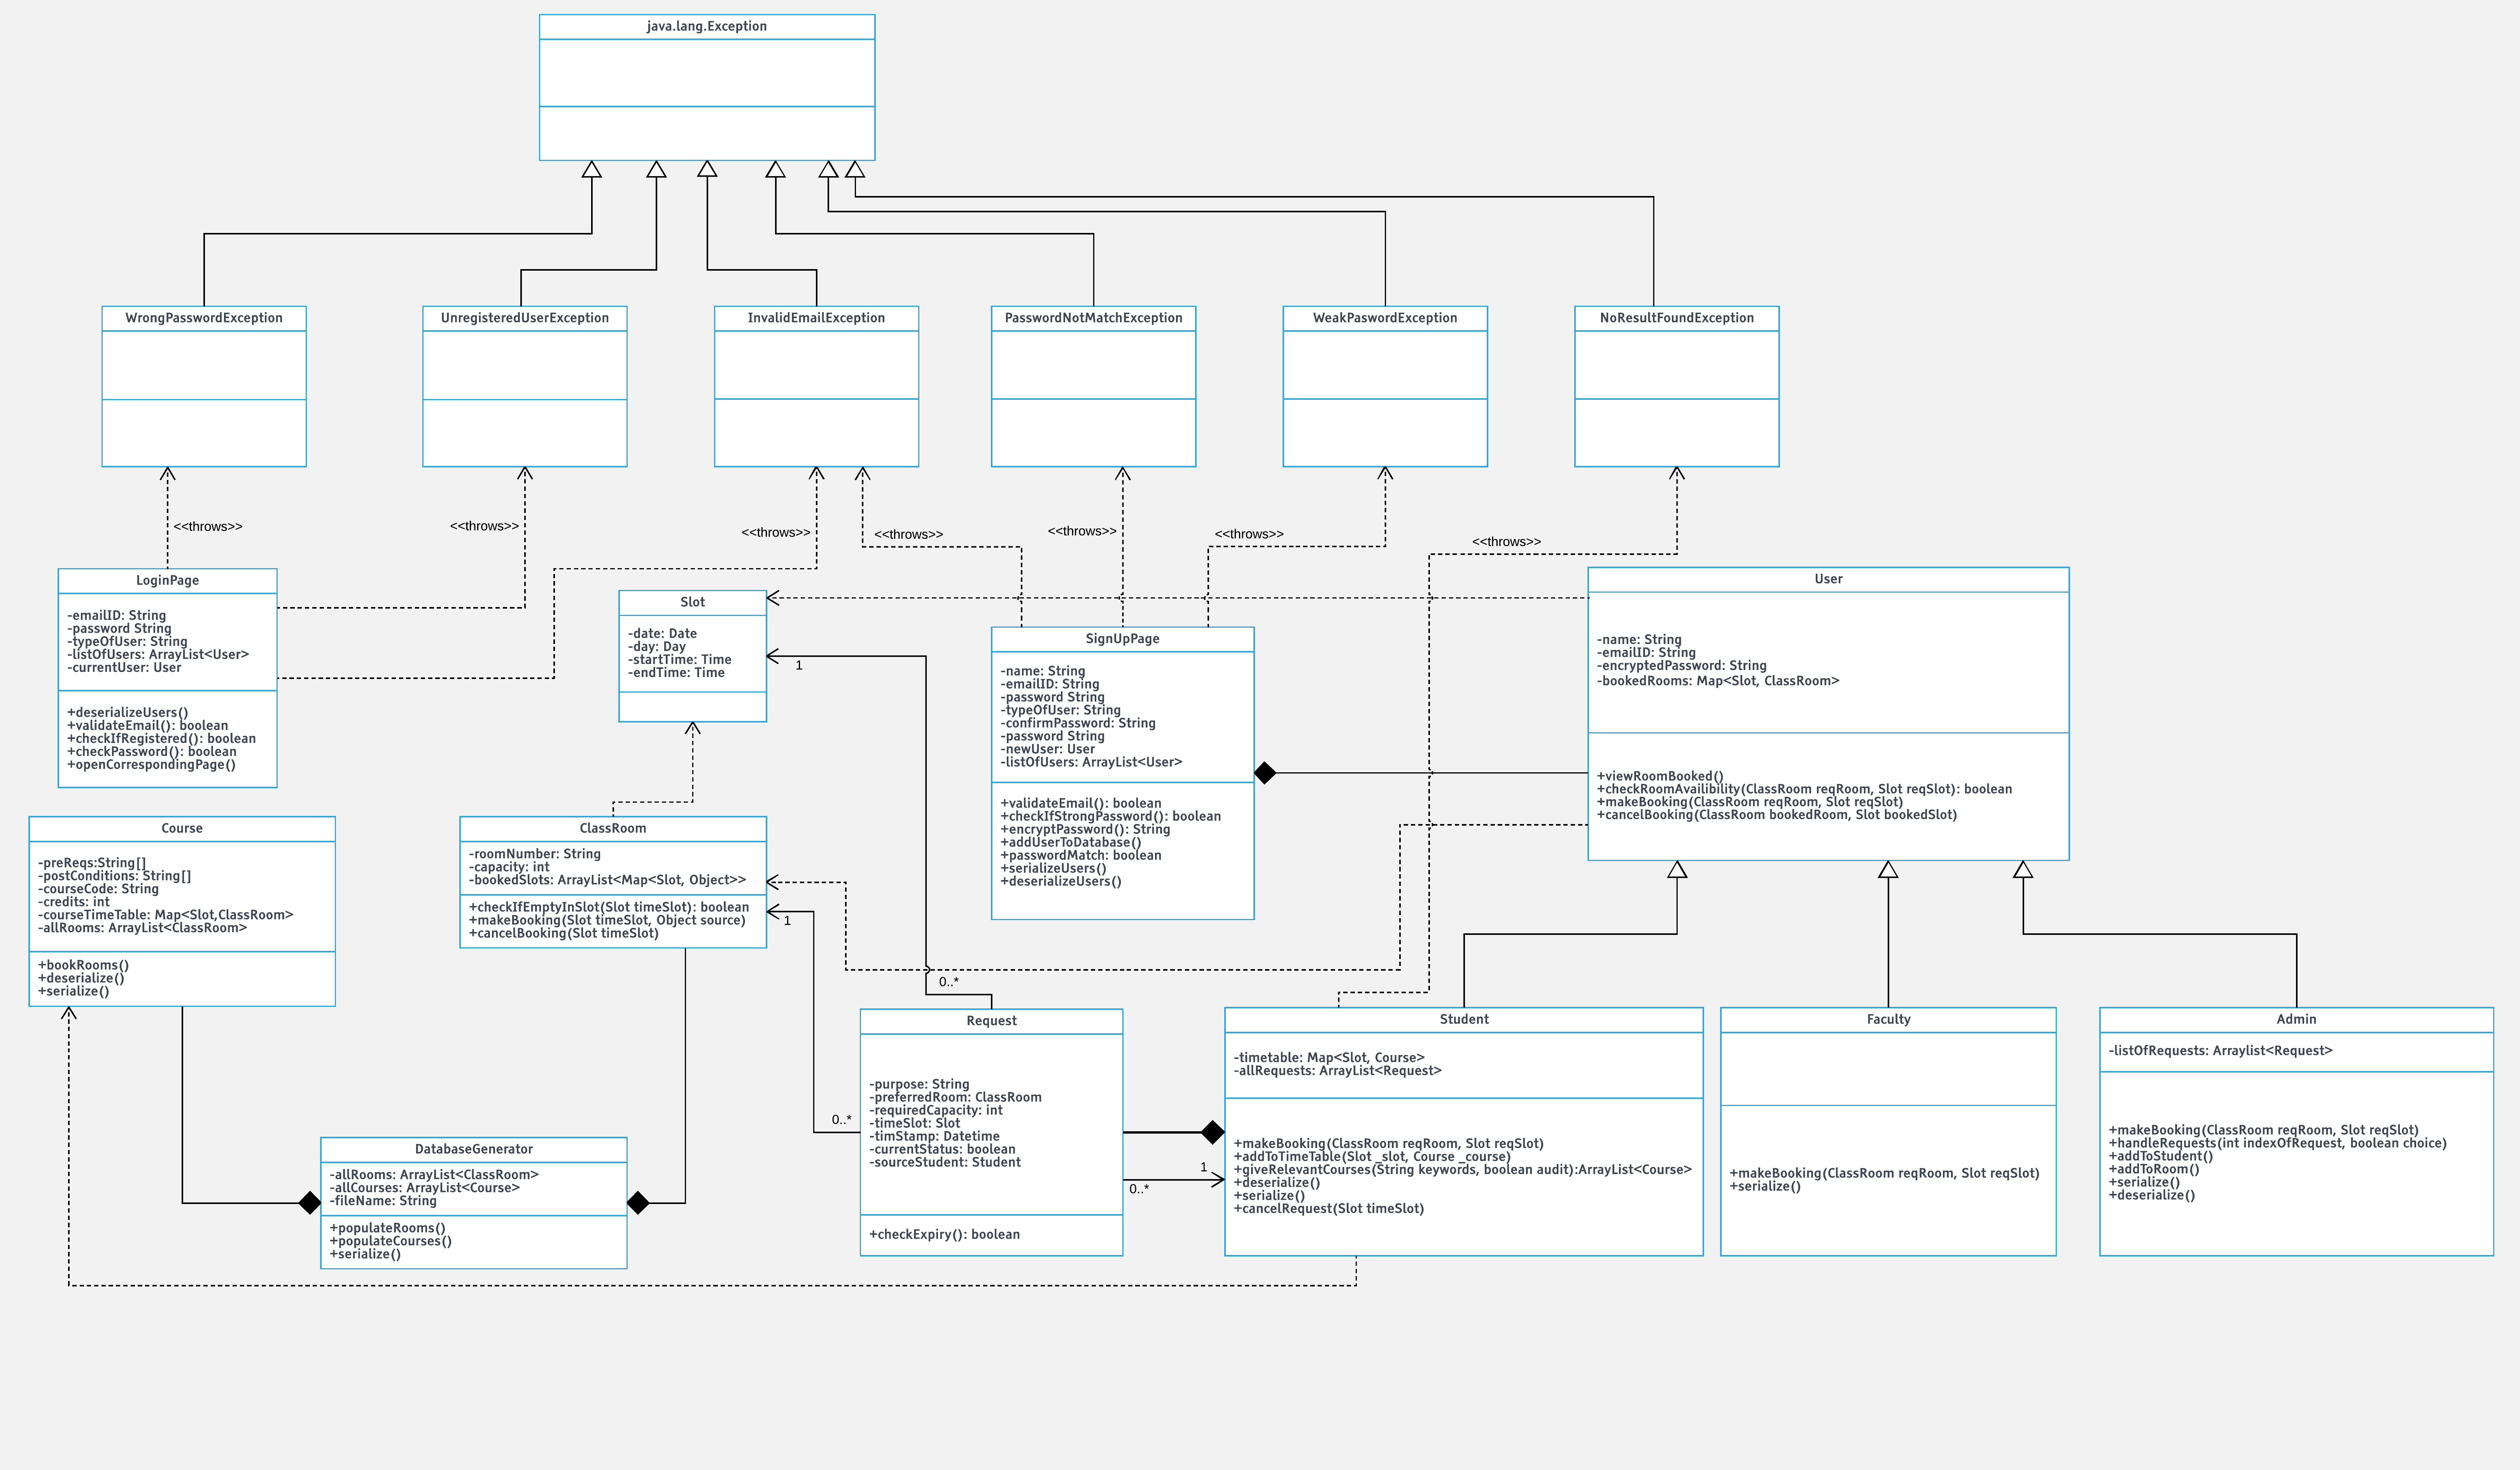 java.lang.Exception
WrongPasswordException
UnregisteredUserException
InvalidEmailException
PasswordNotMatchException
WeakPaswordException
NoResultFoundException
<<throws>>
<<throws>>
<<throws>>
<<throws>>
<<throws>>
<<throws>>
<<throws>>
LoginPage
-emailID: String
-password String
-typeOfUser: String
-listOfUsers: ArrayList<User>
-currentUser: User
+deserializeUsers()
+validateEmail(): boolean
+checkIfRegistered(): boolean
+checkPassword(): boolean
+openCorrespondingPage()
Slot
-date: Date
-day: Day
-startTime: Time
-endTime: Time
1
SignUpPage
-name: String
-emailID: String
-password String
-typeOfUser: String
-confirmPassword: String
-password String
-newUser: User
-listOfUsers: ArrayList<User>
+validateEmail(): boolean
+checkIfStrongPassword(): boolean
+encryptPassword(): String
+addUserToDatabase()
+passwordMatch: boolean
+serializeUsers()
+deserializeUsers()
User
-name: String
-emailID: String
-encryptedPassword: String
-bookedRooms: Map<Slot, ClassRoom>
+viewRoomBooked()
+checkRoomAvailibility(ClassRoom reqRoom, Slot reqSlot): boolean
+makeBooking(ClassRoom reqRoom, Slot reqSlot)
+cancelBooking(ClassRoom bookedRoom, Slot bookedSlot)
Course
-preReqs:String[]
-postConditions: String[]
-courseCode: String
-credits: int
-courseTimeTable: Map<Slot,ClassRoom>
-allRooms: ArrayList<ClassRoom>
+bookRooms()
+deserialize()
+serialize()
ClassRoom
-roomNumber: String
-capacity: int
-bookedSlots: ArrayList<Map<Slot, Object>>
+checkIfEmptyInSlot(Slot timeSlot): boolean
+makeBooking(Slot timeSlot, Object source)
+cancelBooking(Slot timeSlot)
1
0..*
0..*
Request
-purpose: String
-preferredRoom: ClassRoom
-requiredCapacity: int
-timeSlot: Slot
-timStamp: Datetime
-currentStatus: boolean
-sourceStudent: Student
+checkExpiry(): boolean
1
0..*
Student
-timetable: Map<Slot, Course>
-allRequests: ArrayList<Request>
+makeBooking(ClassRoom reqRoom, Slot reqSlot)
+addToTimeTable(Slot _slot, Course _course)
+giveRelevantCourses(String keywords, boolean audit):ArrayList<Course>
+deserialize()
+serialize()
+cancelRequest(Slot timeSlot)
Faculty
+makeBooking(ClassRoom reqRoom, Slot reqSlot)
+serialize()
Admin
-listOfRequests: Arraylist<Request>
+makeBooking(ClassRoom reqRoom, Slot reqSlot)
+handleRequests(int indexOfRequest, boolean choice)
+addToStudent()
+addToRoom()
+serialize()
+deserialize()
DatabaseGenerator
-allRooms: ArrayList<ClassRoom>
-allCourses: ArrayList<Course>
-fileName: String
+populateRooms()
+populateCourses()
+serialize()